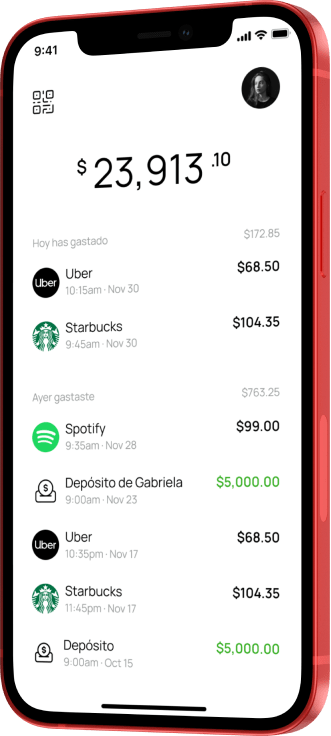 9:41
$ 23,913 .10
Hoy has gastado $172.85
Uber $68.50
Uber
10:15am · Nov 30
Starbucks $104.35
9:45am · Nov 30
Ayer gastaste $763.25
Spotify $99.00
9:35am · Nov 28
Depósito de Gabriela $5,000.00
$
9:00am · Nov 23
Uber $68.50
Uber
10:35pm · Nov 17
Starbucks $104.35
11:45pm · Nov 17
Depósito $5,000.00
$
9:00am · Oct 15